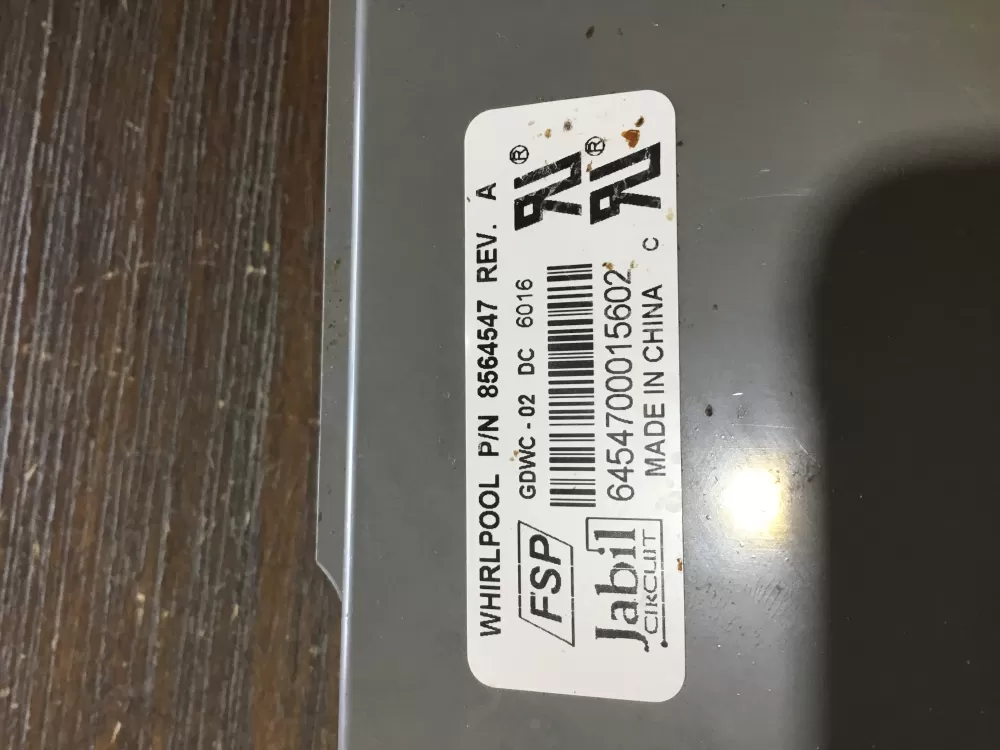 WHIRLPOOL P/N 8564547 REV. A
FSP
GDWC - 02 DC 6016
®
Jabil
CIRCUIT
6454700015602
®
MADE IN CHINA C